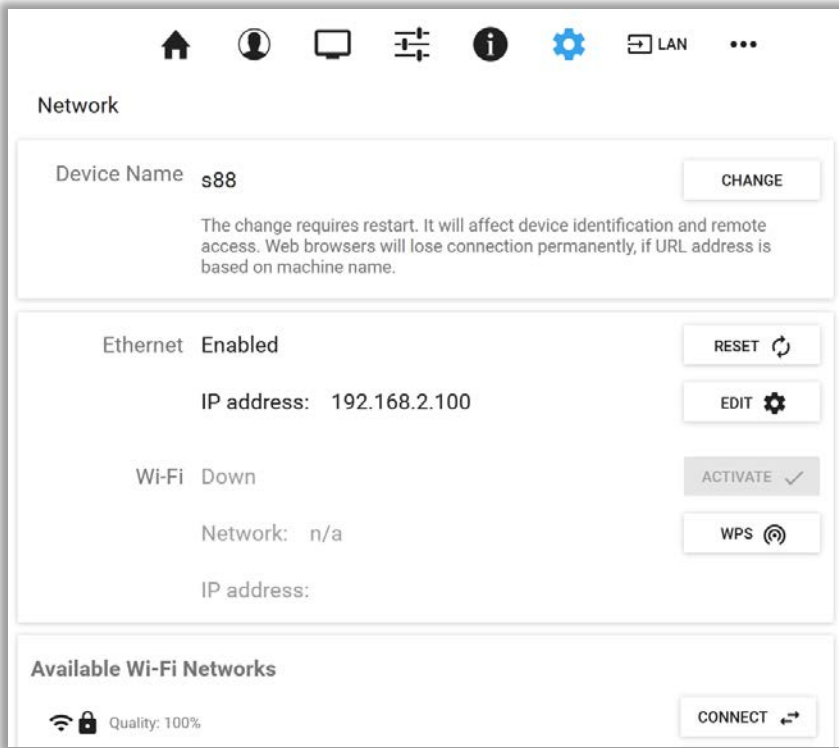 LAN
Network
Device Name s88 CHANGE
The change requires restart. It will affect device identification and remote
access. Web browsers will lose connection permanently, if URL address is
based on machine name.
Ethernet Enabled RESET
IP address: 192.168.2.100 EDIT
Wi-Fi Down ACTIVATE
Network: n/a WPS
IP address:
Available Wi-Fi Networks
Quality: 100% CONNECT